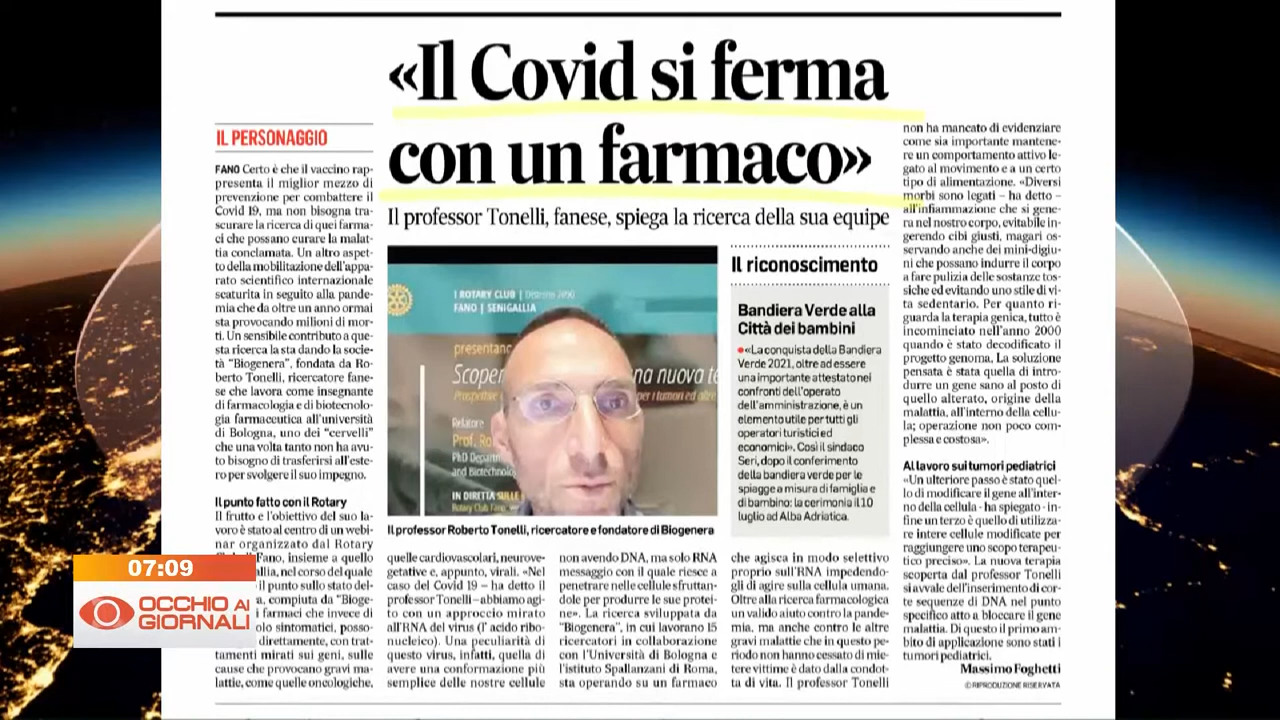 «Il Covid si ferma
con un farmaco»
Il professor Tonelli, fanese, spiega la ricerca della sua equipe
IL PERSONAGGIO
FANO Certo è che il vaccino rap-
presenta il miglior mezzo di
prevenzione per combattere il
Covid 19, ma non bisogna tra-
scurare la ricerca di quei farma-
ci che possano curare la malat-
tia conclamata. Un altro aspet-
to della mobilitazione dell'appa-
rato scientifico internazionale
scaturita in seguito alla pande-
mia che da oltre un anno ormai
sta provocando milioni di mor-
ti. Un sensibile contributo a que-
sta ricerca la sta dando la socie-
tà "Biogenera", fondata da Ro-
berto Tonelli, ricercatore fane-
se che lavora come insegnante
di farmacologia e di biotecnolo-
gia farmaceutica all'università
di Bologna, uno dei "cervelli"
che una volta tanto non ha avu-
to bisogno di trasferirsi all'este-
ro per svolgere il suo impegno.
Il punto fatto con il Rotary
Il frutto e l'obiettivo del suo la-
voro è stato al centro di un webi-
nar organizzato dal Rotary
Fano, insieme a quello
allia, nel corso del quale
il punto sullo stato del-
a, compiuta da "Bioge-
i farmaci che invece di
olo sintomatici, posso-
direttamente, con trat-
tamenti mirati sui geni, sulle
cause che provocano gravi ma-
lattie, come quelle oncologiche,
I ROTARY CLUB | Distretto 2090
FANO | SENIGALLIA
presentano
Scoper na nuova te
Prospettive per i tumori ed altre
Relatore
Prof. Ro
PhD Departm
and Biotechnolog
IN DIRETTA SULLE
Rotary Club Fano
Il professor Roberto Tonelli, ricercatore e fondatore di Biogenera
quelle cardiovascolari, neurove-
getative e, appunto, virali. «Nel
caso del Covid 19 – ha detto il
professor Tonelli – abbiamo agi-
to con un approccio mirato
all'RNA del virus (l' acido ribo-
nucleico). Una peculiarità di
questo virus, infatti, quella di
avere una conformazione più
semplice delle nostre cellule
non avendo DNA, ma solo RNA
messaggio con il quale riesce a
penetrare nelle cellule sfruttan-
dole per produrre le sue protei-
ne». La ricerca sviluppata da
"Biogenera", in cui lavorano 15
ricercatori in collaborazione
con l'Università di Bologna e
l'istituto Spallanzani di Roma,
sta operando su un farmaco
Il riconoscimento
Bandiera Verde alla
Città dei bambini
●«La conquista della Bandiera
Verde 2021, oltre ad essere
una importante attestato nei
confronti dell'operato
dell'amministrazione, è un
elemento utile per tutti gli
operatori turistici ed
economici». Così il sindaco
Seri, dopo il conferimento
della bandiera verde per le
spiagge a misura di famiglia e
di bambino: la cerimonia il 10
luglio ad Alba Adriatica.
che agisca in modo selettivo
proprio sull'RNA impedendo-
gli di agire sulla cellula umana.
Oltre alla ricerca farmacologica
un valido aiuto contro la pande-
mia, ma anche contro le altre
gravi malattie che in questo pe-
riodo non hanno cessato di mie-
tere vittime è dato dalla condot-
ta di vita. Il professor Tonelli
non ha mancato di evidenziare
come sia importante mantene-
re un comportamento attivo le-
gato al movimento e a un certo
tipo di alimentazione. «Diversi
morbi sono legati – ha detto –
all'infiammazione che si gene-
ra nel nostro corpo, evitabile in-
gerendo cibi giusti, magari os-
servando anche dei mini-digiu-
ni che possano indurre il corpo
a fare pulizia delle sostanze tos-
siche ed evitando uno stile di vi-
ta sedentario. Per quanto ri-
guarda la terapia genica, tutto è
incominciato nell'anno 2000
quando è stato decodificato il
progetto genoma. La soluzione
pensata è stata quella di intro-
durre un gene sano al posto di
quello alterato, origine della
malattia, all'interno della cellu-
la; operazione non poco com-
plessa e costosa».
Al lavoro sui tumori pediatrici
«Un ulteriore passo è stato quel-
lo di modificare il gene all'inter-
no della cellula - ha spiegato - in-
fine un terzo è quello di utilizza-
re intere cellule modificate per
raggiungere uno scopo terapeu-
tico preciso». La nuova terapia
scoperta dal professor Tonelli
si avvale dell'inserimento di cor-
te sequenze di DNA nel punto
specifico atto a bloccare il gene
malattia. Di questo il primo am-
bito di applicazione sono stati i
tumori pediatrici.
Massimo Foghetti
© RIPRODUZIONE RISERVATA
07:09
OCCHIO AI
GIORNALI